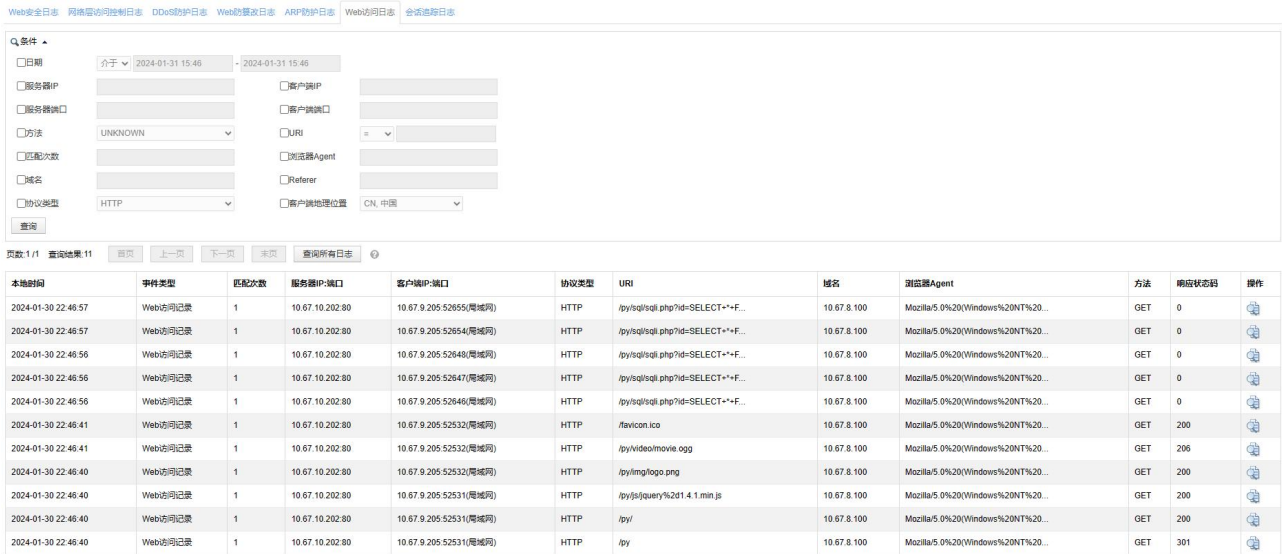 Web安全日志 网络层访问控制日志 DDoS防护日志 Web防篡改日志 ARP防护日志 Web访问日志 会话追踪日志
条件
日期 介于 2024-01-31 15:46 - 2024-01-31 15:46
服务器IP 客户端IP
服务器端口 客户端端口
方法 UNKNOWN URI =
匹配次数 浏览器Agent
域名 Referer
协议类型 HTTP 客户端地理位置 CN, 中国
查询
页数:1 /1 查询结果:11 首页 上一页 下一页 末页 查询所有日志
本地时间 事件类型 匹配次数 服务器IP:端口 客户端IP:端口 协议类型 URI 域名 浏览器Agent 方法 响应状态码 操作
2024-01-30 22:46:57 Web访问记录 1 10.67.10.202:80 10.67.9.205:52655(局域网) HTTP /py/sql/sqli.php?id=SELECT+*+F... 10.67.8.100 Mozilla/5.0%20(Windows%20NT%20... GET 0
2024-01-30 22:46:57 Web访问记录 1 10.67.10.202:80 10.67.9.205:52654(局域网) HTTP /py/sql/sqli.php?id=SELECT+*+F... 10.67.8.100 Mozilla/5.0%20(Windows%20NT%20... GET 0
2024-01-30 22:46:56 Web访问记录 1 10.67.10.202:80 10.67.9.205:52648(局域网) HTTP /py/sql/sqli.php?id=SELECT+*+F... 10.67.8.100 Mozilla/5.0%20(Windows%20NT%20... GET 0
2024-01-30 22:46:56 Web访问记录 1 10.67.10.202:80 10.67.9.205:52647(局域网) HTTP /py/sql/sqli.php?id=SELECT+*+F... 10.67.8.100 Mozilla/5.0%20(Windows%20NT%20... GET 0
2024-01-30 22:46:56 Web访问记录 1 10.67.10.202:80 10.67.9.205:52646(局域网) HTTP /py/sql/sqli.php?id=SELECT+*+F... 10.67.8.100 Mozilla/5.0%20(Windows%20NT%20... GET 0
2024-01-30 22:46:41 Web访问记录 1 10.67.10.202:80 10.67.9.205:52532(局域网) HTTP /favicon.ico 10.67.8.100 Mozilla/5.0%20(Windows%20NT%20... GET 200
2024-01-30 22:46:41 Web访问记录 1 10.67.10.202:80 10.67.9.205:52532(局域网) HTTP /py/video/movie.ogg 10.67.8.100 Mozilla/5.0%20(Windows%20NT%20... GET 206
2024-01-30 22:46:40 Web访问记录 1 10.67.10.202:80 10.67.9.205:52532(局域网) HTTP /py/img/logo.png 10.67.8.100 Mozilla/5.0%20(Windows%20NT%20... GET 200
2024-01-30 22:46:40 Web访问记录 1 10.67.10.202:80 10.67.9.205:52531(局域网) HTTP /py/js/jquery%2d1.4.1.min.js 10.67.8.100 Mozilla/5.0%20(Windows%20NT%20... GET 200
2024-01-30 22:46:40 Web访问记录 1 10.67.10.202:80 10.67.9.205:52531(局域网) HTTP /py/ 10.67.8.100 Mozilla/5.0%20(Windows%20NT%20... GET 200
2024-01-30 22:46:40 Web访问记录 1 10.67.10.202:80 10.67.9.205:52531(局域网) HTTP /py 10.67.8.100 Mozilla/5.0%20(Windows%20NT%20... GET 301